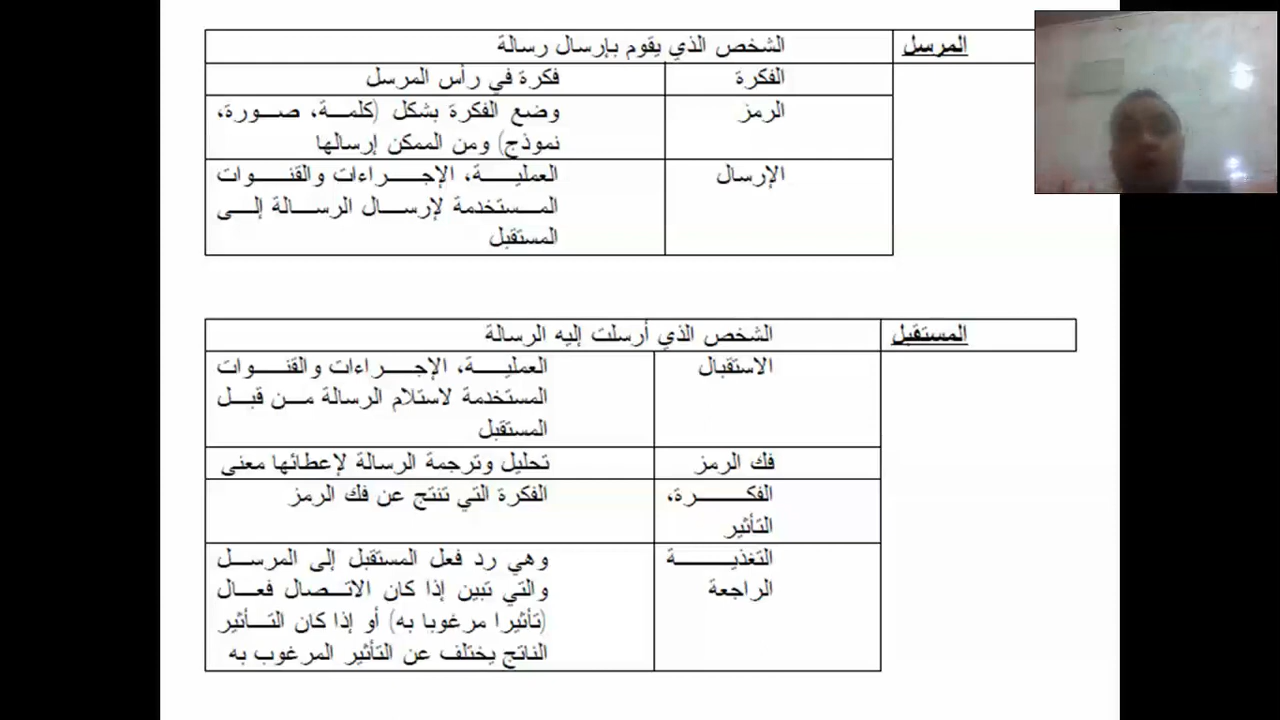 المرسل الشخص الذي يقوم بإرسال رسالة
الفكرة فكرة في رأس المرسل
الرمز وضع الفكرة بشكل (كلمة، صورة،
نموذج) ومن الممكن إرسالها
الإرسال العملية، الإجراءات والقنوات
المستخدمة لإرسال الرسالة إلى
المستقبل
المستقبل الشخص الذي أرسلت إليه الرسالة
الاستقبال العملية، الإجراءات والقنوات
المستخدمة لاستلام الرسالة من قبل
المستقبل
فك الرمز تحليل وترجمة الرسالة لإعطائها معنى
الفكرة، الفكرة التي تنتج عن فك الرمز
التأثير
التغذية وهي رد فعل المستقبل إلى المرسل
الراجعة والتي تبين إذا كان الاتصال فعال
(تأثيرا مرغوبا به) أو إذا كان التأثير
الناتج يختلف عن التأثير المرغوب به